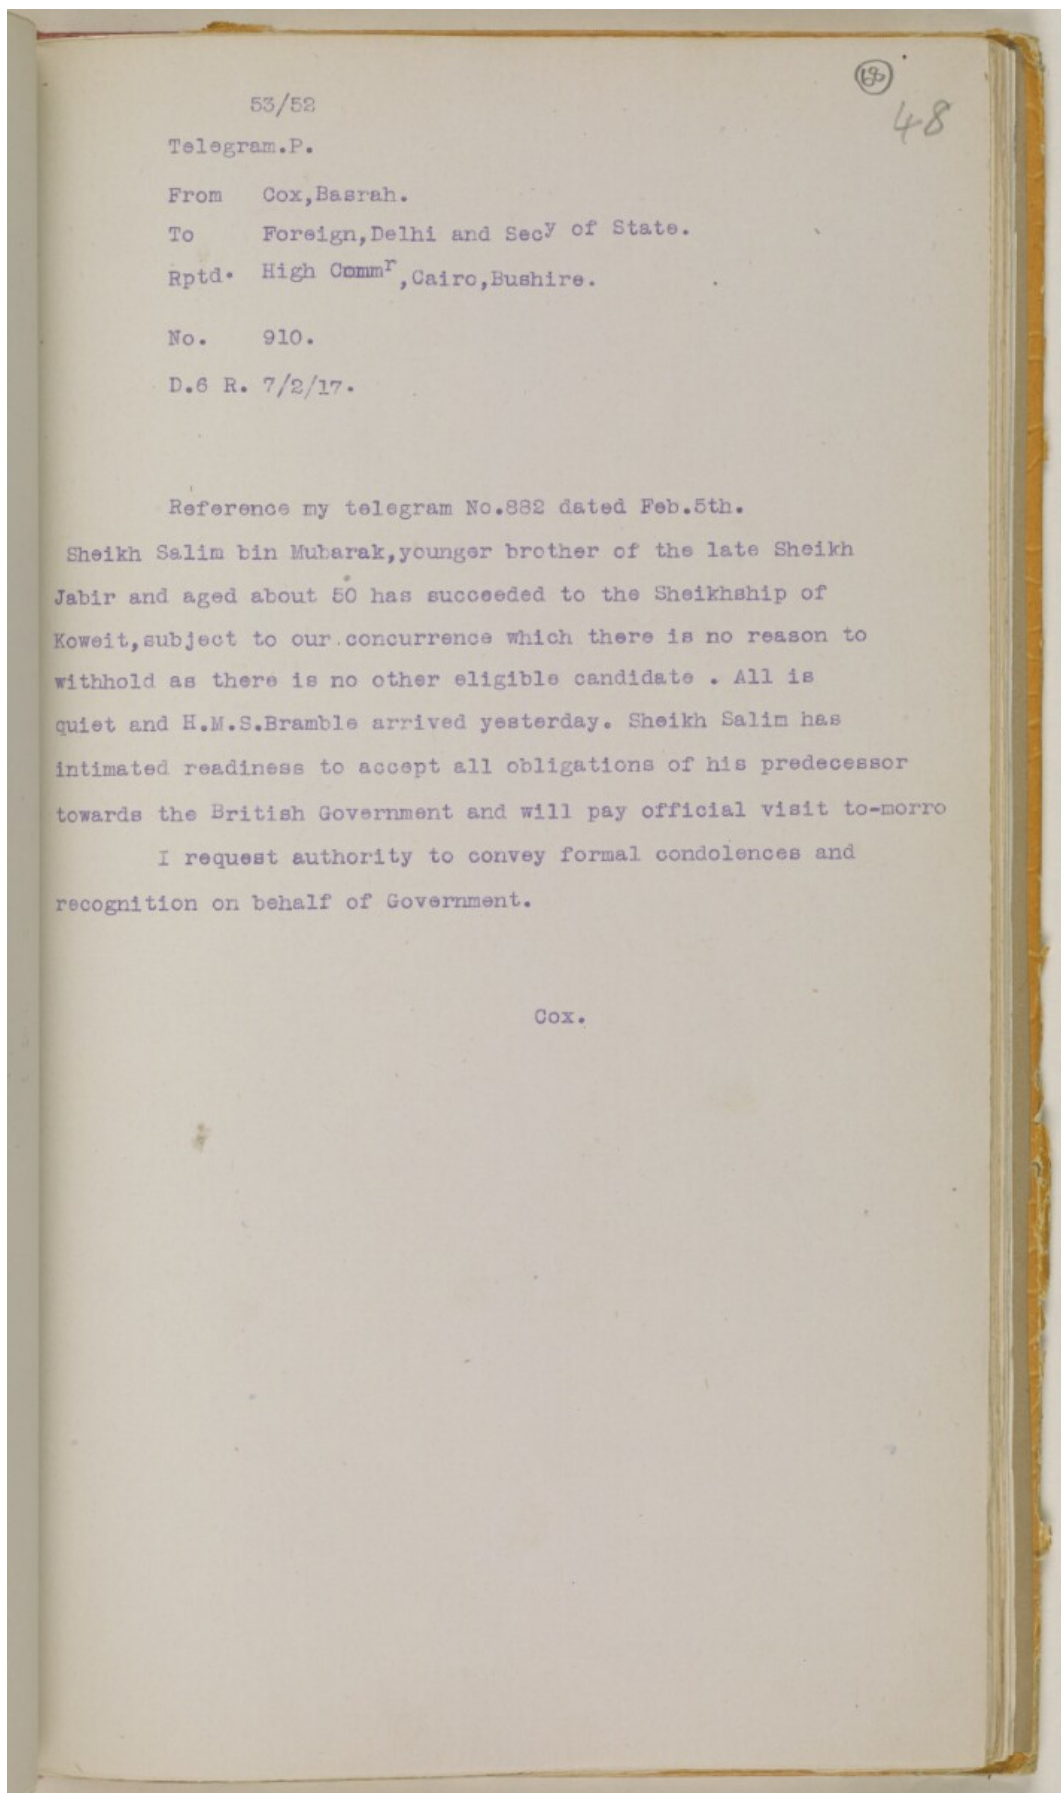 68
48
53/52
Telegram.P.
From Cox,Basrah.
To Foreign,Delhi and Secy of State.
Rptd. High Commr,Cairo,Bushire.
No. 910.
D.6 R. 7/2/17.
Reference my telegram No.882 dated Feb.5th.
Sheikh Salim bin Mubarak,younger brother of the late Sheikh
Jabir and aged about 50 has succeeded to the Sheikhship of
Koweit,subject to our.concurrence which there is no reason to
withhold as there is no other eligible candidate . All is
quiet and H.M.S.Bramble arrived yesterday. Sheikh Salim has
intimated readiness to accept all obligations of his predecessor
towards the British Government and will pay official visit to-morro
I request authority to convey formal condolences and
recognition on behalf of Government.
Cox.